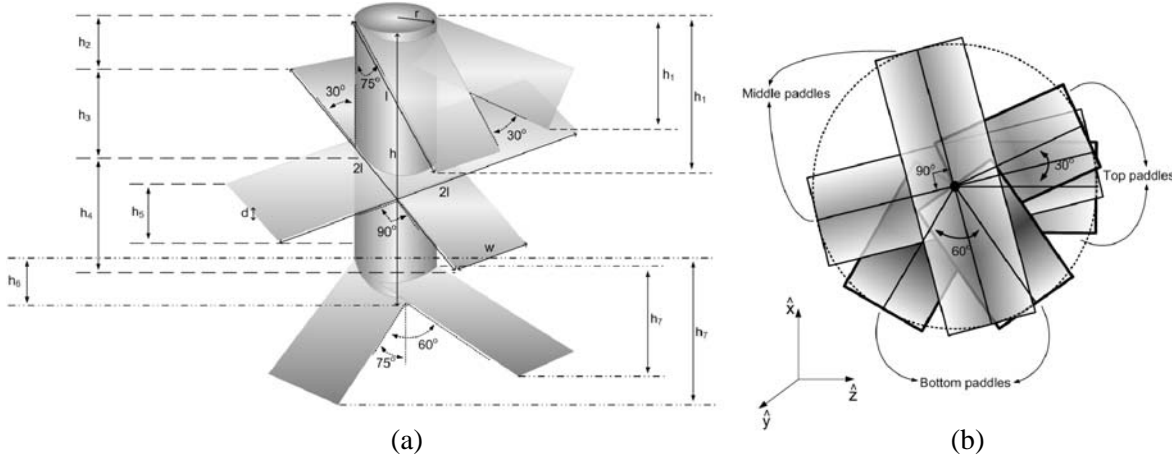 r
h₂
h₁
h₁
75°
30°
l
30°
h₃
h
2l
2l
h₄
h₅
d
90°
w
h₆
h₇
h₇
60°
75°
(a)
Middle paddles
90°
30°
Top paddles
60°
x̂
ẑ
ŷ
Bottom paddles
(b)